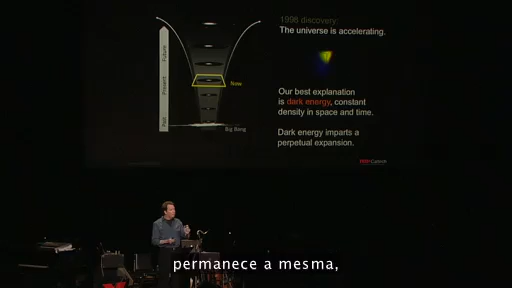 1998 discovery:
The universe is accelerating.
Future
Present
Past
Now
Big Bang
Our best explanation
is dark energy, constant
density in space and time.
Dark energy imparts a
perpetual expansion.
permanece a mesma,